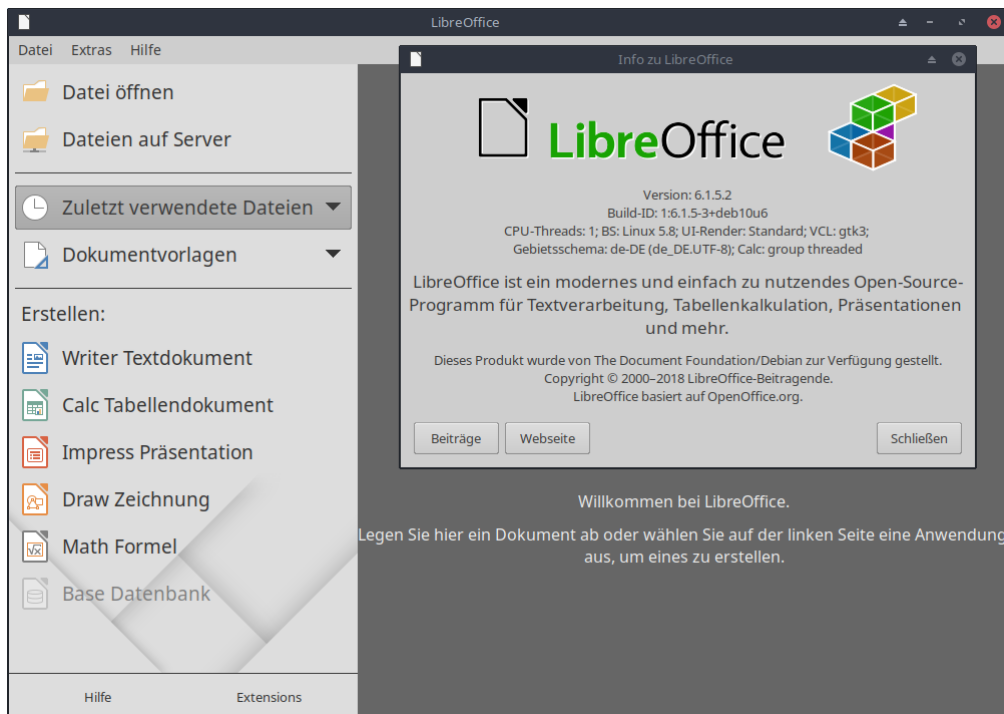 LibreOffice
Datei Extras Hilfe
Datei öffnen
Dateien auf Server
Zuletzt verwendete Dateien
Dokumentvorlagen
Erstellen:
Writer Textdokument
Calc Tabellendokument
Impress Präsentation
Draw Zeichnung
Math Formel
Base Datenbank
Hilfe Extensions
Info zu LibreOffice
LibreOffice
Version: 6.1.5.2
Build-ID: 1:6.1.5-3+deb10u6
CPU-Threads: 1; BS: Linux 5.8; UI-Render: Standard; VCL: gtk3;
Gebietsschema: de-DE (de_DE.UTF-8); Calc: group threaded
LibreOffice ist ein modernes und einfach zu nutzendes Open-Source-
Programm für Textverarbeitung, Tabellenkalkulation, Präsentationen
und mehr.
Dieses Produkt wurde von The Document Foundation/Debian zur Verfügung gestellt.
Copyright © 2000–2018 LibreOffice-Beitragende.
LibreOffice basiert auf OpenOffice.org.
Beiträge Webseite Schließen
Willkommen bei LibreOffice.
Legen Sie hier ein Dokument ab oder wählen Sie auf der linken Seite eine Anwendung
aus, um eines zu erstellen.